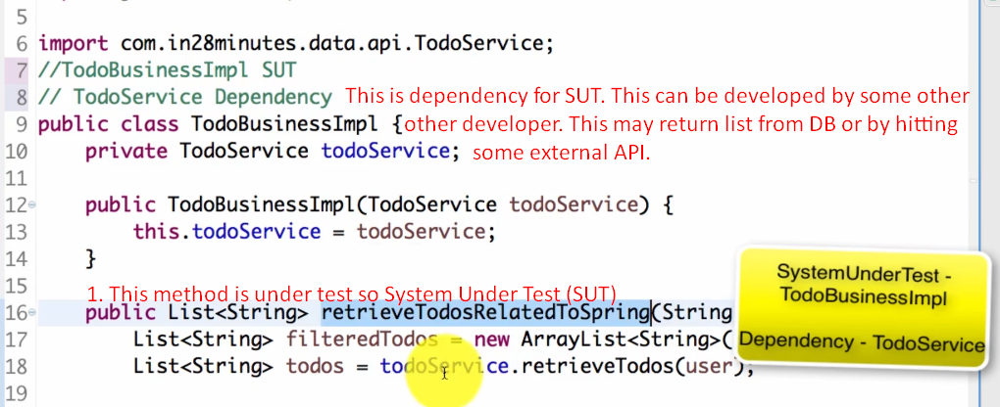 5
6 import com.in28minutes.data.api.TodoService;
7 //TodoBusinessImpl SUT
8 // TodoService Dependency This is dependency for SUT. This can be developed by some other
9 public class TodoBusinessImpl { other developer. This may return list from DB or by hitting
10 private TodoService todoService; some external API.
11
12 public TodoBusinessImpl(TodoService todoService) {
13 this.todoService = todoService;
14 }
15 1. This method is under test so System Under Test (SUT)
16 public List<String> retrieveTodosRelatedToSpring(String
17 List<String> filteredTodos = new ArrayList<String>(
18 List<String> todos = todoService.retrieveTodos(user);
19
SystemUnderTest -
TodoBusinessImpl
Dependency - TodoService